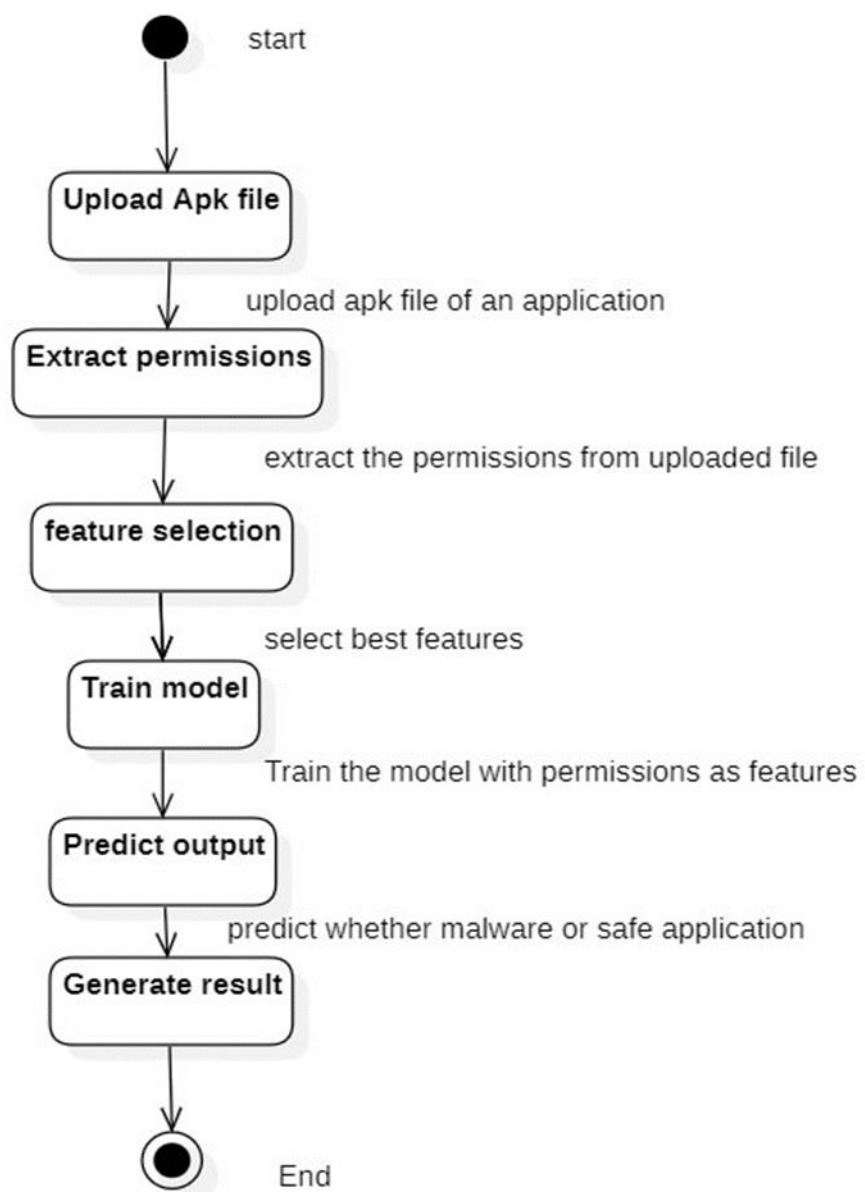 start
Upload Apk file
upload apk file of an application
Extract permissions
extract the permissions from uploaded file
feature selection
select best features
Train model
Train the model with permissions as features
Predict output
predict whether malware or safe application
Generate result
End